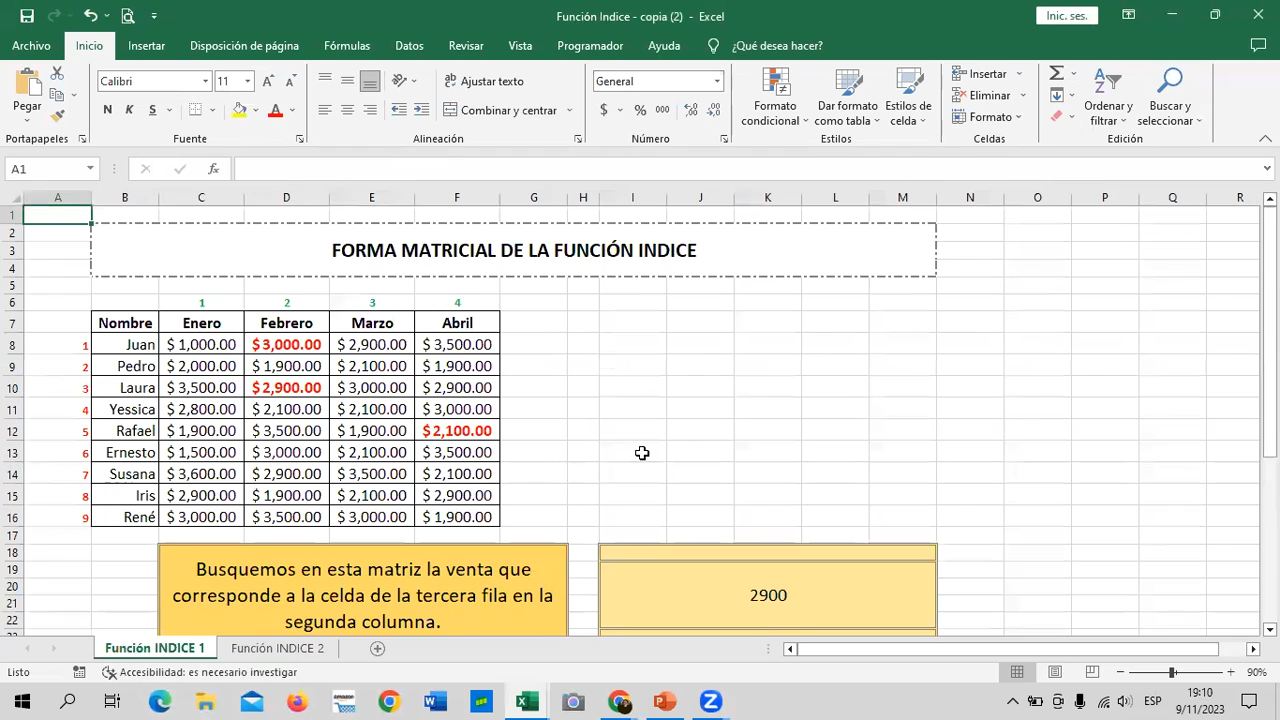 Función Indice - copia (2) - Excel
Inic. ses.
Archivo Inicio Insertar Disposición de página Fórmulas Datos Revisar Vista Programador Ayuda ¿Qué desea hacer?
Pegar
Calibri 11
Ajustar texto
General
Formato condicional
Dar formato como tabla
Estilos de celda
Insertar
Eliminar
Formato
Ordenar y filtrar
Buscar y seleccionar
N K S
Combinar y centrar
$ % 000
Portapapeles Fuente Alineación Número Estilos Celdas Edición
A1 fx
A B C D E F G H I J K L M N O P Q R
1
2
3 FORMA MATRICIAL DE LA FUNCIÓN INDICE
4
5
6 1 2 3 4
7 Nombre Enero Febrero Marzo Abril
8 1 Juan $ 1,000.00 $ 3,000.00 $ 2,900.00 $ 3,500.00
9 2 Pedro $ 2,000.00 $ 1,900.00 $ 2,100.00 $ 1,900.00
10 3 Laura $ 3,500.00 $ 2,900.00 $ 3,000.00 $ 2,900.00
11 4 Yessica $ 2,800.00 $ 2,100.00 $ 2,100.00 $ 3,000.00
12 5 Rafael $ 1,900.00 $ 3,500.00 $ 1,900.00 $ 2,100.00
13 6 Ernesto $ 1,500.00 $ 3,000.00 $ 2,100.00 $ 3,500.00
14 7 Susana $ 3,600.00 $ 2,900.00 $ 3,500.00 $ 2,100.00
15 8 Iris $ 2,900.00 $ 1,900.00 $ 2,100.00 $ 2,900.00
16 9 René $ 3,000.00 $ 3,500.00 $ 3,000.00 $ 1,900.00
17
18
19 Busquemos en esta matriz la venta que
20 corresponde a la celda de la tercera fila en la 2900
21
22 segunda columna.
Función INDICE 1 Función INDICE 2
Listo Accesibilidad: es necesario investigar 90%
ESP
19:10
9/11/2023